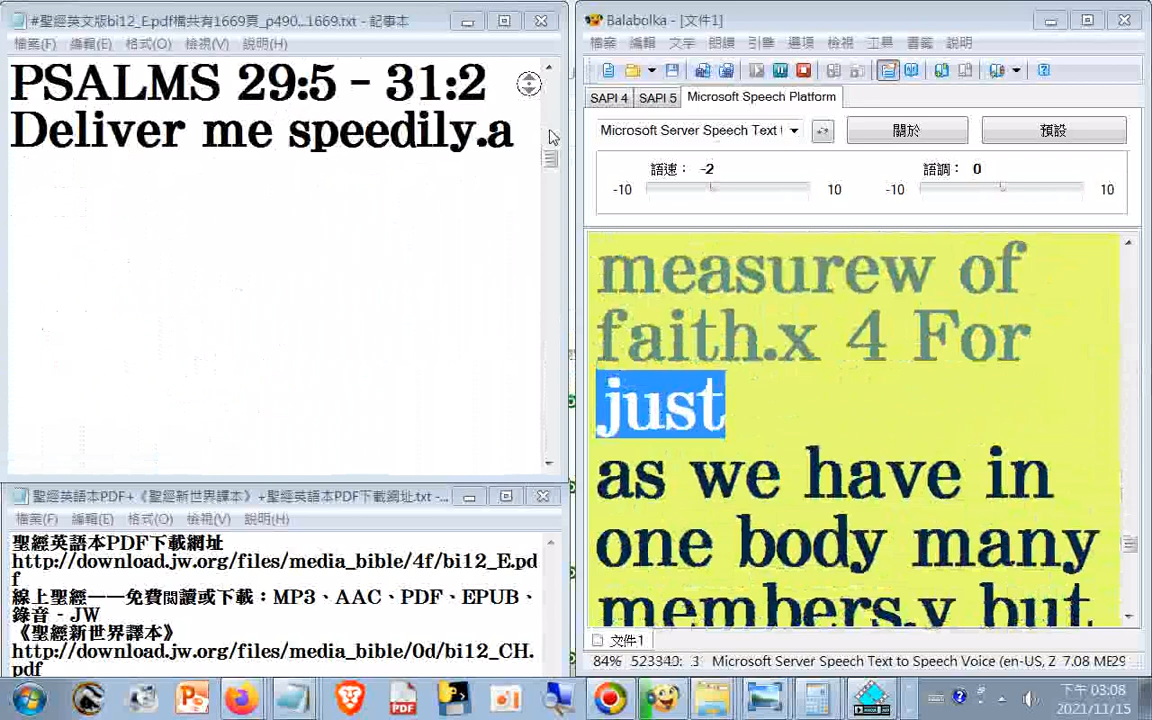 #聖經英文版bi12_E.pdf檔共有1669頁_p490,..1669.txt - 記事本
檔案(F) 編輯(E) 格式(O) 檢視(V) 說明(H)
PSALMS 29:5 - 31:2
Deliver me speedily.a
聖經英語本PDF+《聖經新世界譯本》+聖經英語本PDF下載網址.txt -...
檔案(F) 編輯(E) 格式(O) 檢視(V) 說明(H)
聖經英語本PDF下載網址
http://download.jw.org/files/media_bible/4f/bi12_E.pd
f
線上聖經——免費閱讀或下載：MP3、AAC、PDF、EPUB、
錄音 - JW
《聖經新世界譯本》
http://download.jw.org/files/media_bible/0d/bi12_CH.
pdf
Balabolka - [文件1]
檔案 編輯 文字 朗讀 引擎 選項 檢視 工具 書籤 說明
SAPI 4 SAPI 5 Microsoft Speech Platform
Microsoft Server Speech Text 關於 預設
語速： -2 語調： 0
-10 10 -10 10
measurew of
faith.x 4 For
just
as we have in
one body many
members,y but
文件1
84% 523340: 3 Microsoft Server Speech Text to Speech Voice (en-US, Z 7.08 ME29
PDF
下午 03:08
2021/11/15